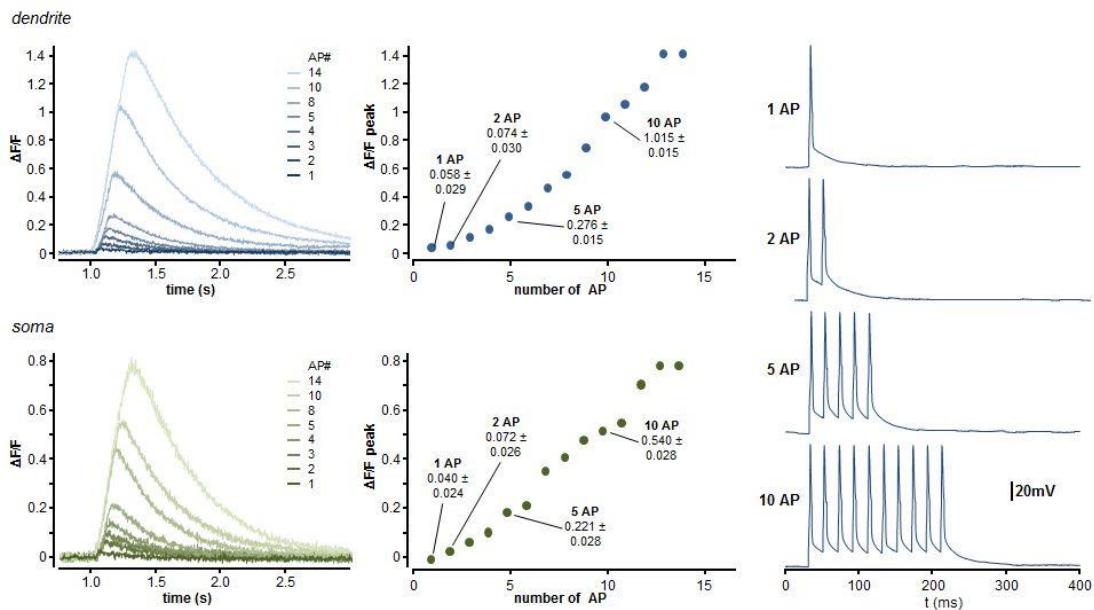 dendrite
ΔF/F
1.4
1.2
1
0.8
0.6
0.4
0.2
0
AP#
14
10
8
5
4
3
2
1
1.0 1.5 2.0 2.5
time (s)
ΔF/F peak
1.4
1.2
1
0.8
0.6
0.4
0.2
0
1 AP
0.058 ±
0.029
2 AP
0.074 ±
0.030
5 AP
0.276 ±
0.015
10 AP
1.015 ±
0.015
0 5 10 15
number of AP
soma
ΔF/F
0.8
0.6
0.4
0.2
0
AP#
14
10
8
5
4
3
2
1
1.0 1.5 2.0 2.5
time (s)
ΔF/F peak
0.8
0.6
0.4
0.2
0
1 AP
0.040 ±
0.024
2 AP
0.072 ±
0.026
5 AP
0.221 ±
0.028
10 AP
0.540 ±
0.028
0 5 10 15
number of AP
1 AP
2 AP
5 AP
10 AP
20mV
0 100 200 300 400
t (ms)